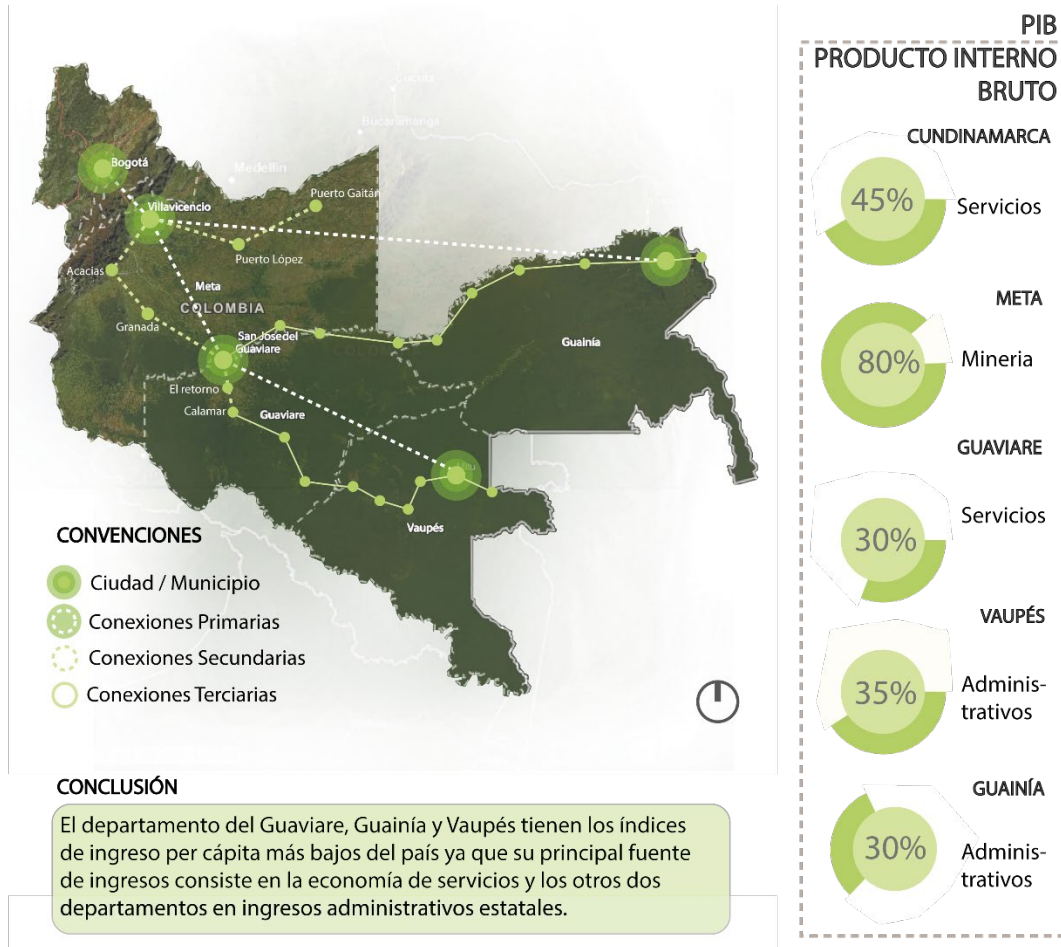 Cúcuta
Bucaramanga
Medellín
Bogotá
Villavicencio
Puerto Gaitán
Puerto López
Acacias
Meta
COLOMBIA
Granada
San Jose del
Guaviare
Guainía
El retorno
Calamar
Guaviare
Vaupés
CONVENCIONES
Ciudad / Municipio
Conexiones Primarias
Conexiones Secundarias
Conexiones Terciarias
CONCLUSIÓN
El departamento del Guaviare, Guainía y Vaupés tienen los índices
de ingreso per cápita más bajos del país ya que su principal fuente
de ingresos consiste en la economía de servicios y los otros dos
departamentos en ingresos administrativos estatales.
PIB
PRODUCTO INTERNO
BRUTO
CUNDINAMARCA
45%
Servicios
META
80%
Mineria
GUAVIARE
30%
Servicios
VAUPÉS
35%
Adminis-
trativos
GUAINÍA
30%
Adminis-
trativos